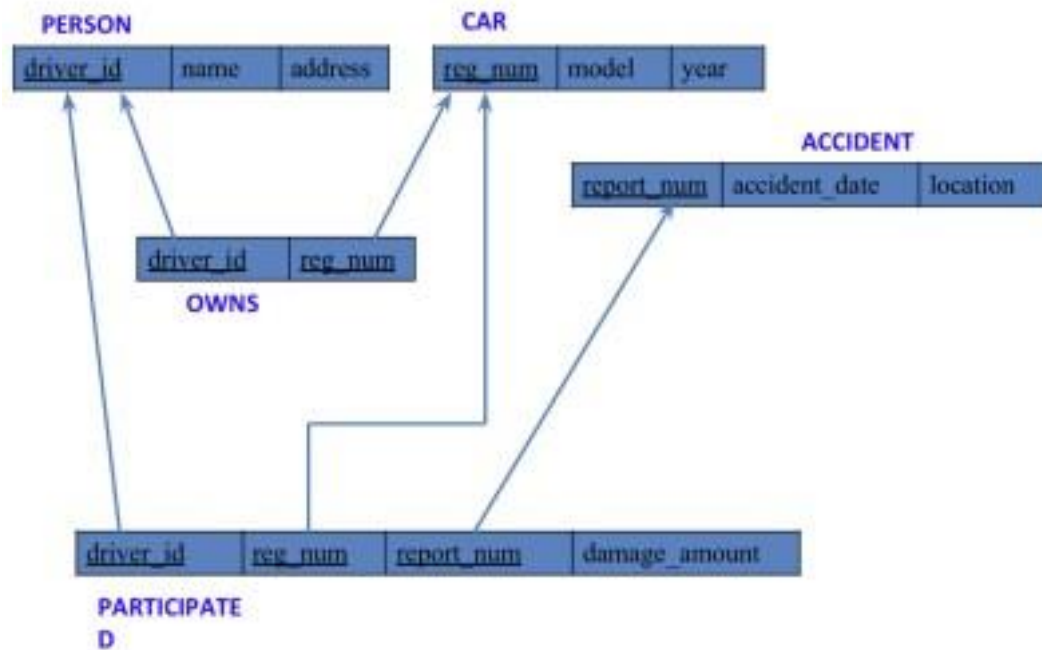 PERSON
driver_id name address
CAR
reg_num model year
ACCIDENT
report_num accident_date location
driver_id reg_num
OWNS
driver_id reg_num report_num damage_amount
PARTICIPATE
D